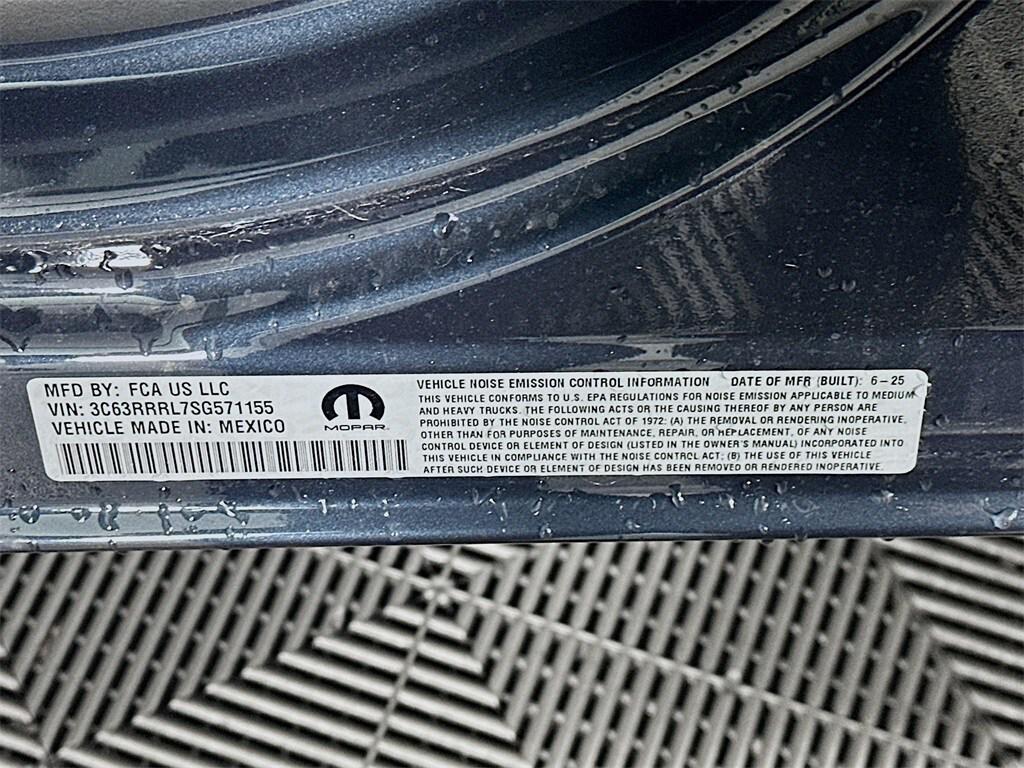 MFD BY: FCA US LLC
VIN: 3C63RRRL7SG571155
VEHICLE MADE IN: MEXICO
MOPAR.
VEHICLE NOISE EMISSION CONTROL INFORMATION DATE OF MFR (BUILT): 6-25
THIS VEHICLE CONFORMS TO U.S. EPA REGULATIONS FOR NOISE EMISSION APPLICABLE TO MEDIUM
AND HEAVY TRUCKS. THE FOLLOWING ACTS OR THE CAUSING THEREOF BY ANY PERSON ARE
PROHIBITED BY THE NOISE CONTROL ACT OF 1972: (A) THE REMOVAL OR RENDERING INOPERATIVE,
OTHER THAN FOR PURPOSES OF MAINTENANCE, REPAIR, OR REPLACEMENT, OF ANY NOISE
CONTROL DEVICE OR ELEMENT OF DESIGN (LISTED IN THE OWNER'S MANUAL) INCORPORATED INTO
THIS VEHICLE IN COMPLIANCE WITH THE NOISE CONTROL ACT; (B) THE USE OF THIS VEHICLE
AFTER SUCH DEVICE OR ELEMENT OF DESIGN HAS BEEN REMOVED OR RENDERED INOPERATIVE.